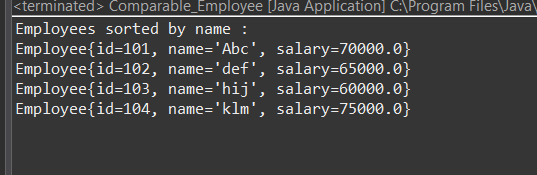 <terminated> Comparable_Employee [Java Application] C:\Program Files\Java\
Employees sorted by name :
Employee{id=101, name='Abc', salary=70000.0}
Employee{id=102, name='def', salary=65000.0}
Employee{id=103, name='hij', salary=60000.0}
Employee{id=104, name='klm', salary=75000.0}